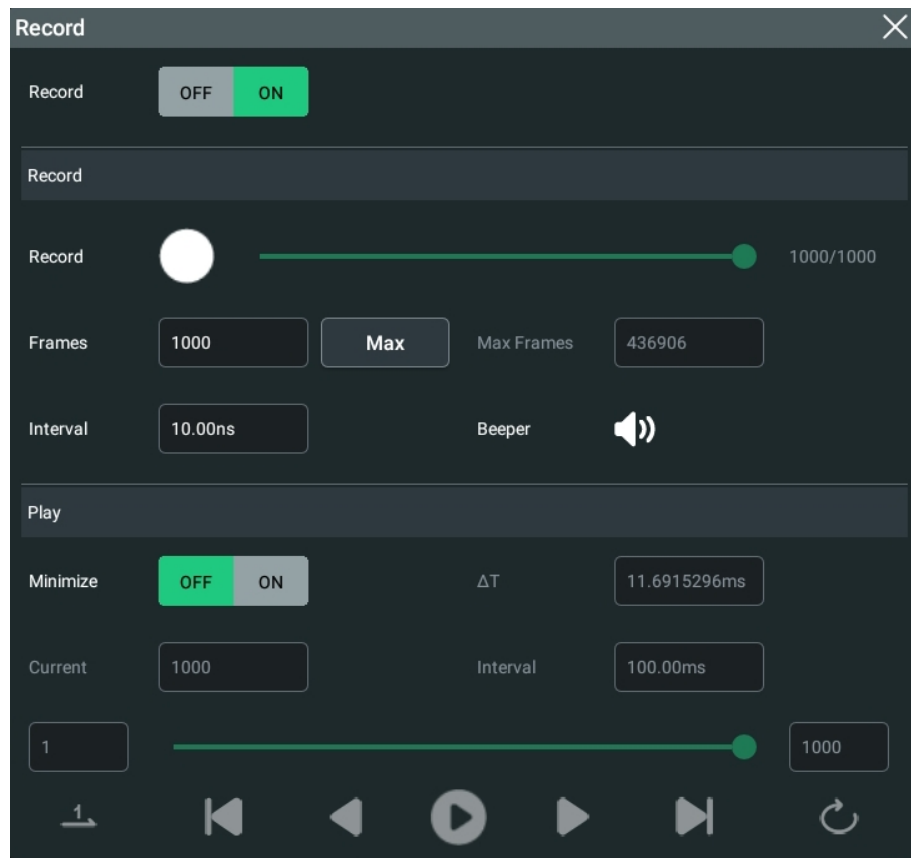 Record
Record OFF ON
Record
Record 1000/1000
Frames 1000 Max Max Frames 436906
Interval 10.00ns Beeper
Play
Minimize OFF ON ΔT 11.6915296ms
Current 1000 Interval 100.00ms
1 1000
1